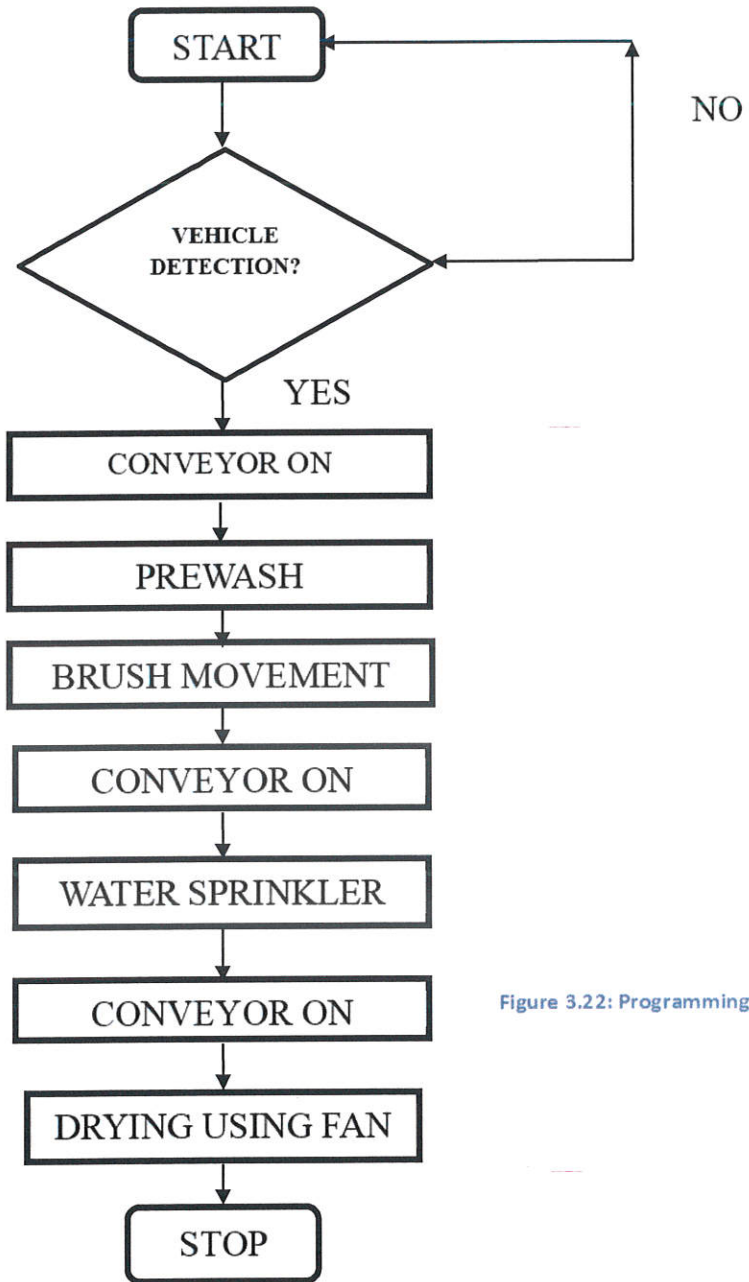 START
NO
VEHICLE
DETECTION?
YES
CONVEYOR ON
PREWASH
BRUSH MOVEMENT
CONVEYOR ON
WATER SPRINKLER
CONVEYOR ON
Figure 3.22: Programming
DRYING USING FAN
STOP